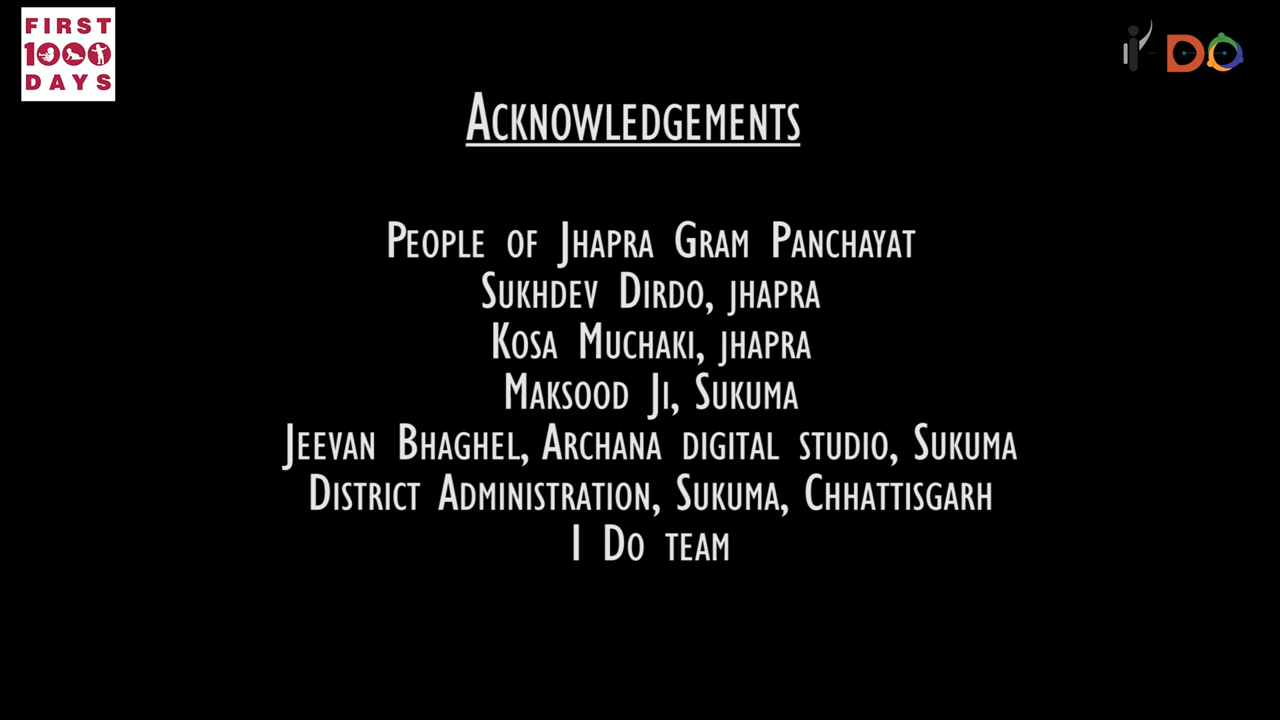 FIRST
1000
DAYS
I-DO
ACKNOWLEDGEMENTS
PEOPLE OF JHAPRA GRAM PANCHAYAT
SUKHDEV DIRDO, JHAPRA
KOSA MUCHAKI, JHAPRA
MAKSOOD JI, SUKUMA
JEEVAN BHAGHEL, ARCHANA DIGITAL STUDIO, SUKUMA
DISTRICT ADMINISTRATION, SUKUMA, CHHATTISGARH
I DO TEAM